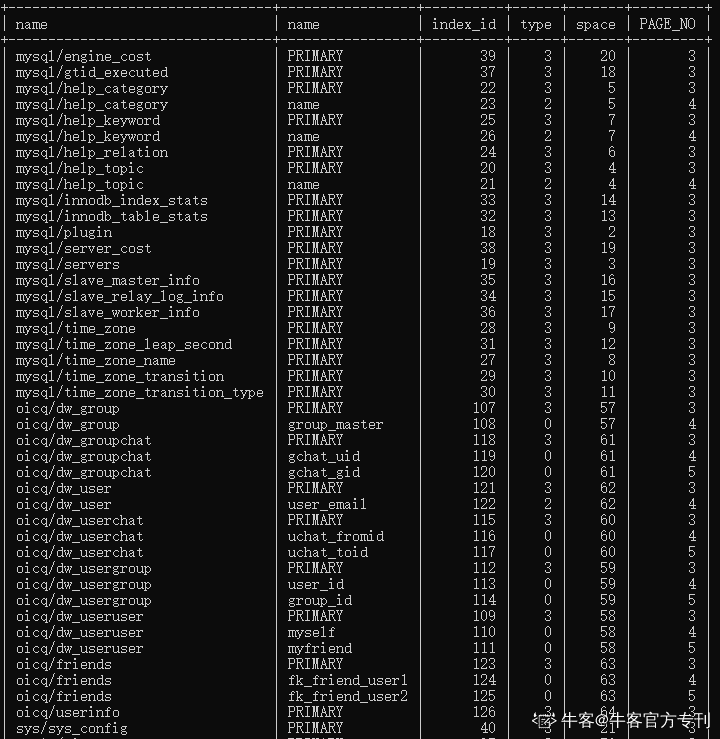 name | name | index_id | type | space | PAGE_NO
mysql/engine_cost | PRIMARY | 39 | 3 | 20 | 3
mysql/gtid_executed | PRIMARY | 37 | 3 | 18 | 3
mysql/help_category | PRIMARY | 22 | 3 | 5 | 3
mysql/help_category | name | 23 | 2 | 5 | 4
mysql/help_keyword | PRIMARY | 25 | 3 | 7 | 3
mysql/help_keyword | name | 26 | 2 | 7 | 4
mysql/help_relation | PRIMARY | 24 | 3 | 6 | 3
mysql/help_topic | PRIMARY | 20 | 3 | 4 | 3
mysql/help_topic | name | 21 | 2 | 4 | 4
mysql/innodb_index_stats | PRIMARY | 33 | 3 | 14 | 3
mysql/innodb_table_stats | PRIMARY | 32 | 3 | 13 | 3
mysql/plugin | PRIMARY | 18 | 3 | 2 | 3
mysql/server_cost | PRIMARY | 38 | 3 | 19 | 3
mysql/servers | PRIMARY | 19 | 3 | 3 | 3
mysql/slave_master_info | PRIMARY | 35 | 3 | 16 | 3
mysql/slave_relay_log_info | PRIMARY | 34 | 3 | 15 | 3
mysql/slave_worker_info | PRIMARY | 36 | 3 | 17 | 3
mysql/time_zone | PRIMARY | 28 | 3 | 9 | 3
mysql/time_zone_leap_second | PRIMARY | 31 | 3 | 12 | 3
mysql/time_zone_name | PRIMARY | 27 | 3 | 8 | 3
mysql/time_zone_transition | PRIMARY | 29 | 3 | 10 | 3
mysql/time_zone_transition_type | PRIMARY | 30 | 3 | 11 | 3
oicq/dw_group | PRIMARY | 107 | 3 | 57 | 3
oicq/dw_group | group_master | 108 | 0 | 57 | 4
oicq/dw_groupchat | PRIMARY | 118 | 3 | 61 | 3
oicq/dw_groupchat | gchat_uid | 119 | 0 | 61 | 4
oicq/dw_groupchat | gchat_gid | 120 | 0 | 61 | 5
oicq/dw_user | PRIMARY | 121 | 3 | 62 | 3
oicq/dw_user | user_email | 122 | 2 | 62 | 4
oicq/dw_userchat | PRIMARY | 115 | 3 | 60 | 3
oicq/dw_userchat | uchat_fromid | 116 | 0 | 60 | 4
oicq/dw_userchat | uchat_toid | 117 | 0 | 60 | 5
oicq/dw_usergroup | PRIMARY | 112 | 3 | 59 | 3
oicq/dw_usergroup | user_id | 113 | 0 | 59 | 4
oicq/dw_usergroup | group_id | 114 | 0 | 59 | 5
oicq/dw_useruser | PRIMARY | 109 | 3 | 58 | 3
oicq/dw_useruser | myself | 110 | 0 | 58 | 4
oicq/dw_useruser | myfriend | 111 | 0 | 58 | 5
oicq/friends | PRIMARY | 123 | 3 | 63 | 3
oicq/friends | fk_friend_user1 | 124 | 0 | 63 | 4
oicq/friends | fk_friend_user2 | 125 | 0 | 63 | 5
oicq/userinfo | PRIMARY | 126 | 3 | 64 | 3
sys/sys_config | PRIMARY | 40 | 3 | 21 | 3
牛客@牛客官方专刊